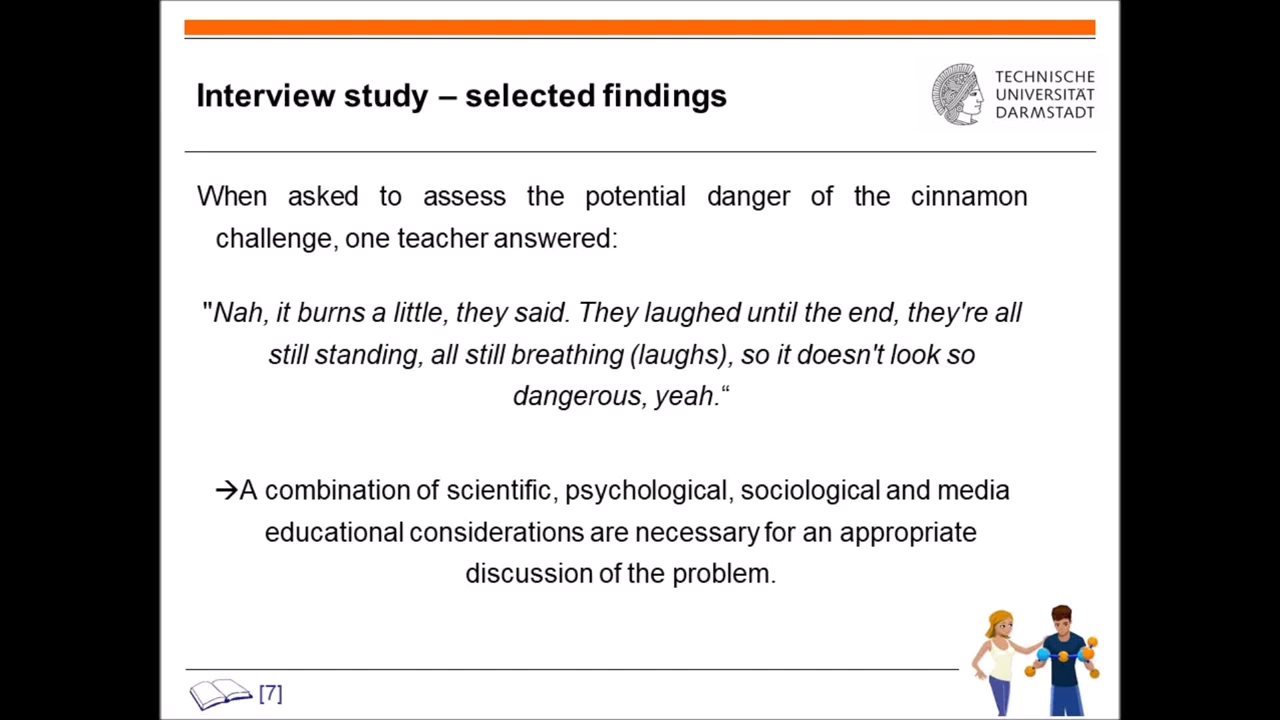 Interview study – selected findings
TECHNISCHE
UNIVERSITÄT
DARMSTADT
When asked to assess the potential danger of the cinnamon
challenge, one teacher answered:
"Nah, it burns a little, they said. They laughed until the end, they're all
still standing, all still breathing (laughs), so it doesn't look so
dangerous, yeah.“
→A combination of scientific, psychological, sociological and media
educational considerations are necessary for an appropriate
discussion of the problem.
[7]